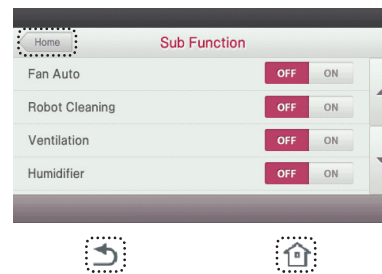 Home Sub Function
Fan Auto OFF ON
Robot Cleaning OFF ON
Ventilation OFF ON
Humidifier OFF ON